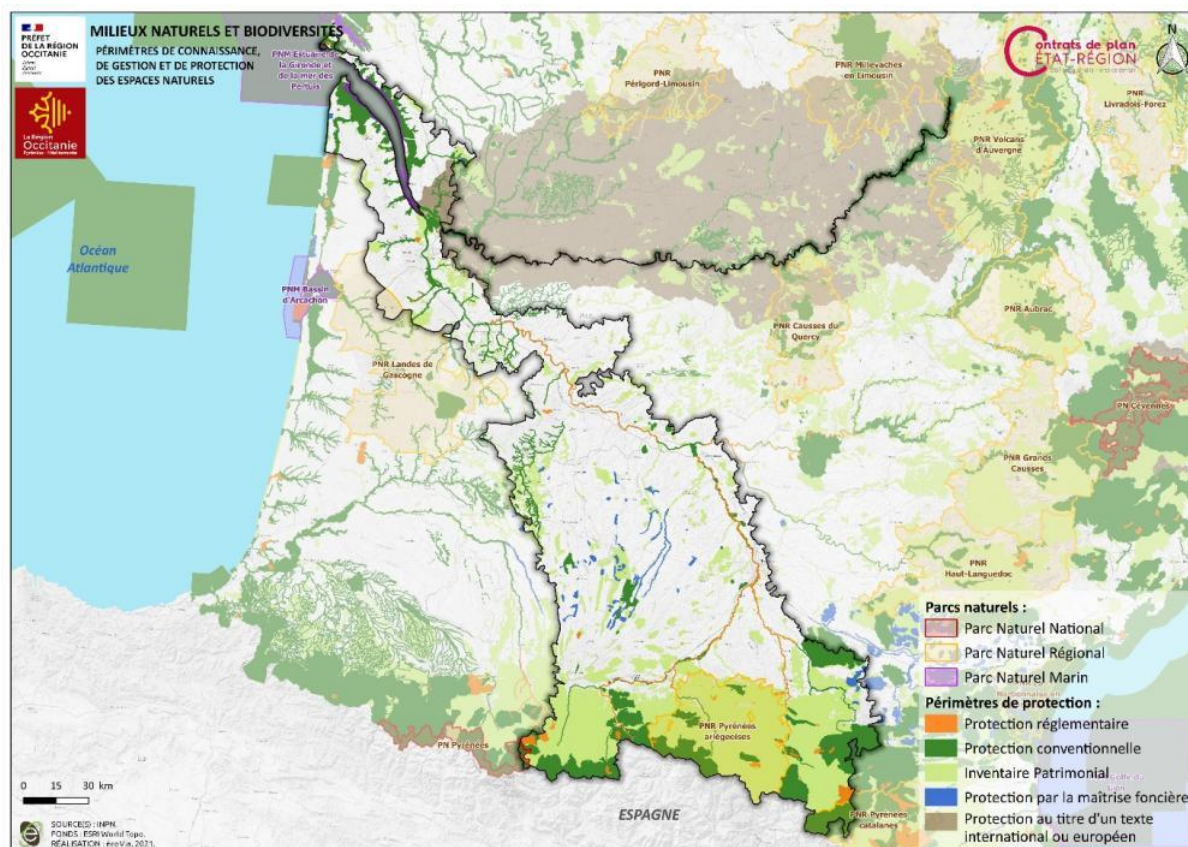 PRÉFET
DE LA RÉGION
OCCITANIE
La Région
Occitanie
Pyrénées - Méditerranée
MILIEUX NATURELS ET BIODIVERSITÉS
PÉRIMÈTRES DE CONNAISSANCE,
DE GESTION ET DE PROTECTION
DES ESPACES NATURELS
Contrats de plan
ÉTAT-RÉGION
N
PNM Estuaire de
la Gironde et
de la mer des
Pertuis
PNR
Périgord-Limousin
PNR Millevaches
en Limousin
PNR
Livradois-Forez
PNR Volcans
d'Auvergne
Océan
Atlantique
PNM Bassin
d'Arcachon
PNR Landes de
Gascogne
PNR Causses du
Quercy
PNR Aubrac
PN Cévennes
PNR Grands
Causses
PNR
Haut-Languedoc
PN Pyrénées
PNR Pyrénées
ariégeoises
PNR Pyrénées
catalanes
ESPAGNE
Golfe du
Lion
Parcs naturels :
Parc Naturel National
Parc Naturel Régional
Parc Naturel Marin
Périmètres de protection :
Protection réglementaire
Protection conventionnelle
Inventaire Patrimonial
Protection par la maîtrise foncière
Protection au titre d'un texte
international ou européen
0 15 30 km
SOURCE(S) : INPN.
FONDS : ESRI World Topo.
RÉALISATION : écoVia, 2021.